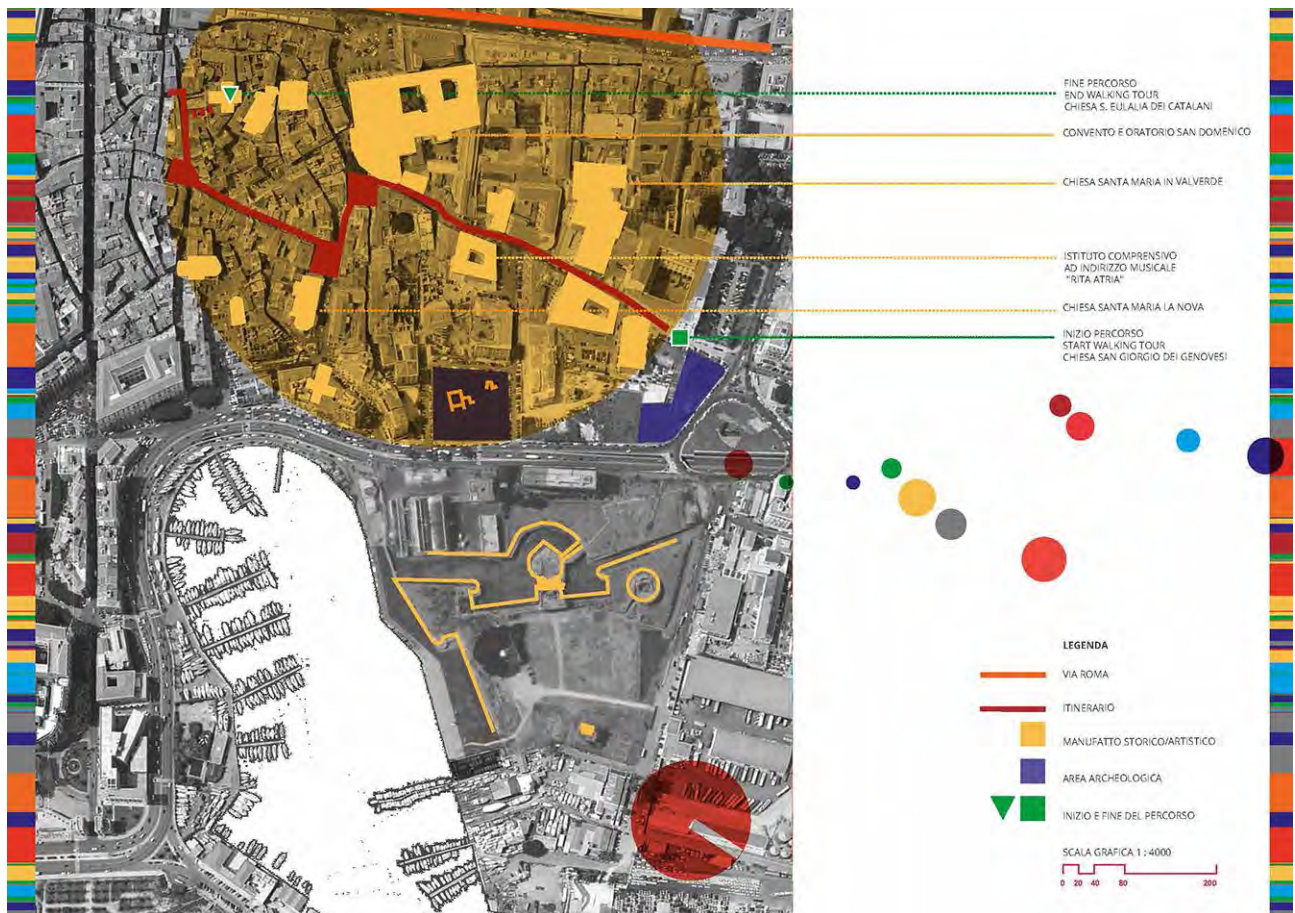 FINE PERCORSO
END WALKING TOUR
CHIESA S. EULALIA DEI CATALANI
CONVENTO E ORATORIO SAN DOMENICO
CHIESA SANTA MARIA IN VALVERDE
ISTITUTO COMPRENSIVO
AD INDIRIZZO MUSICALE
"RITA ATRIA"
CHIESA SANTA MARIA LA NOVA
INIZIO PERCORSO
START WALKING TOUR
CHIESA SAN GIORGIO DEI GENOVESI
LEGENDA
VIA ROMA
ITINERARIO
MANUFATTO STORICO/ARTISTICO
AREA ARCHEOLOGICA
INIZIO E FINE DEL PERCORSO
SCALA GRAFICA 1 : 4000
0 20 40 80 200